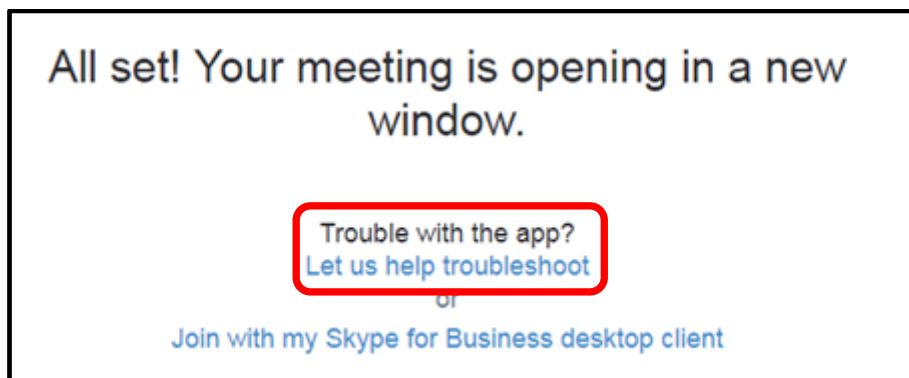 All set! Your meeting is opening in a new
window.
Trouble with the app?
Let us help troubleshoot
or
Join with my Skype for Business desktop client